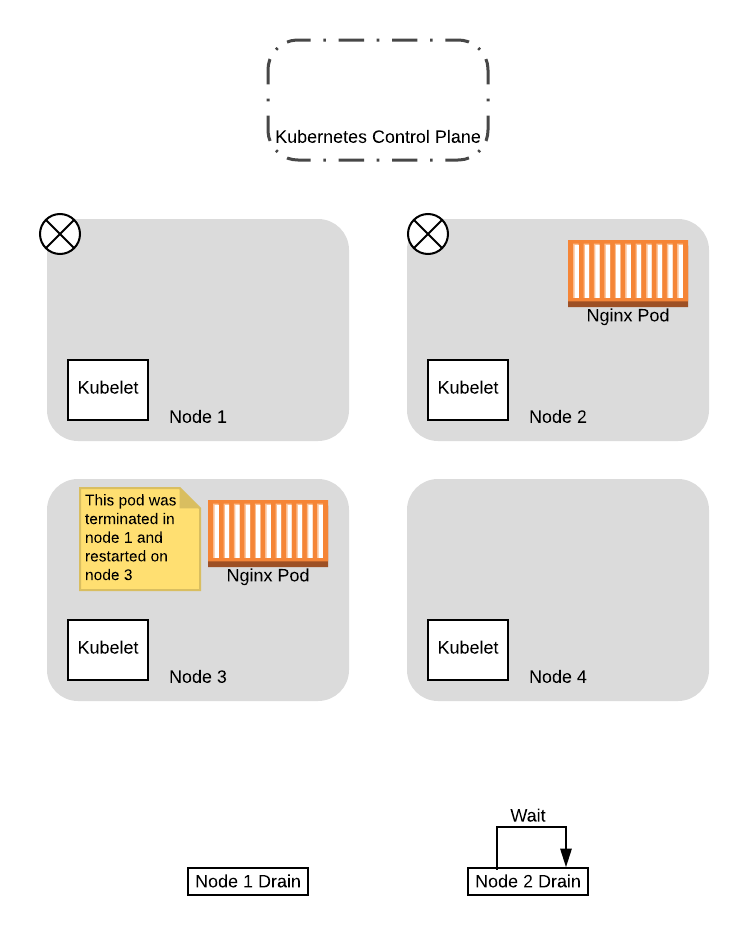 Kubernetes Control Plane
Nginx Pod
Kubelet
Node 1
Kubelet
Node 2
This pod was
terminated in
node 1 and
restarted on
node 3
Nginx Pod
Kubelet
Node 3
Kubelet
Node 4
Wait
Node 1 Drain
Node 2 Drain